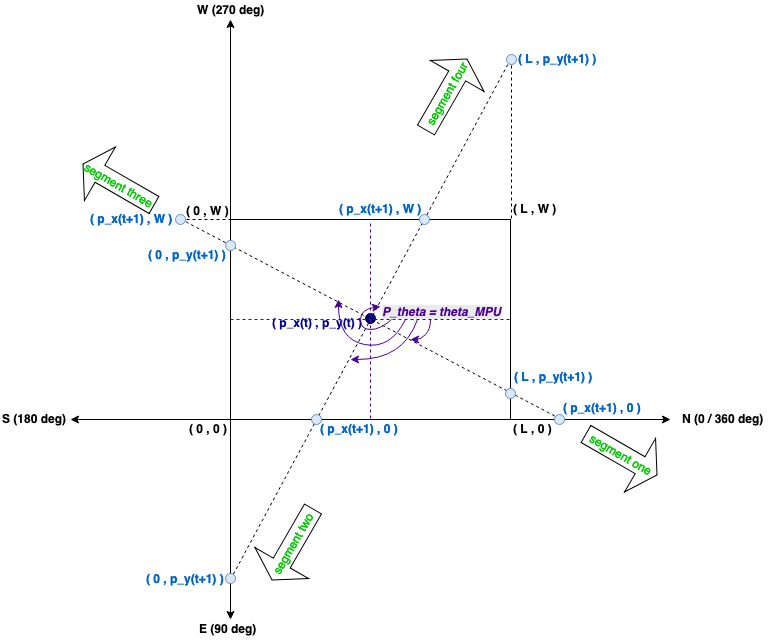 W (270 deg)
( L , p_y(t+1) )
segment four
segment three
( 0 , W )
( p_x(t+1) , W )
( L , W )
( p_x(t+1) , W )
( 0 , p_y(t+1) )
P_theta = theta_MPU
( p_x(t) , p_y(t) )
( L , p_y(t+1) )
( p_x(t+1) , 0 )
S (180 deg)
N (0 / 360 deg)
( 0 , 0 )
( p_x(t+1) , 0 )
( L , 0 )
segment one
segment two
( 0 , p_y(t+1) )
E (90 deg)